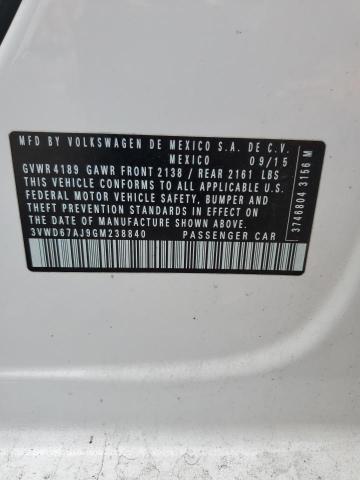 MFD BY VOLKSWAGEN DE MEXICO S.A. DE C.V.
MEXICO 09/15
GVWR4189 GAWR FRONT 2138 / REAR 2161 LBS
THIS VEHICLE CONFORMS TO ALL APPLICABLE U.S.
FEDERAL MOTOR VEHICLE SAFETY, BUMPER AND
THEFT PREVENTION STANDARDS IN EFFECT ON THE
DATE OF MANUFACTURE SHOWN ABOVE.
3VWD67AJ9GM238840 PASSENGER CAR
3746804 3156 M